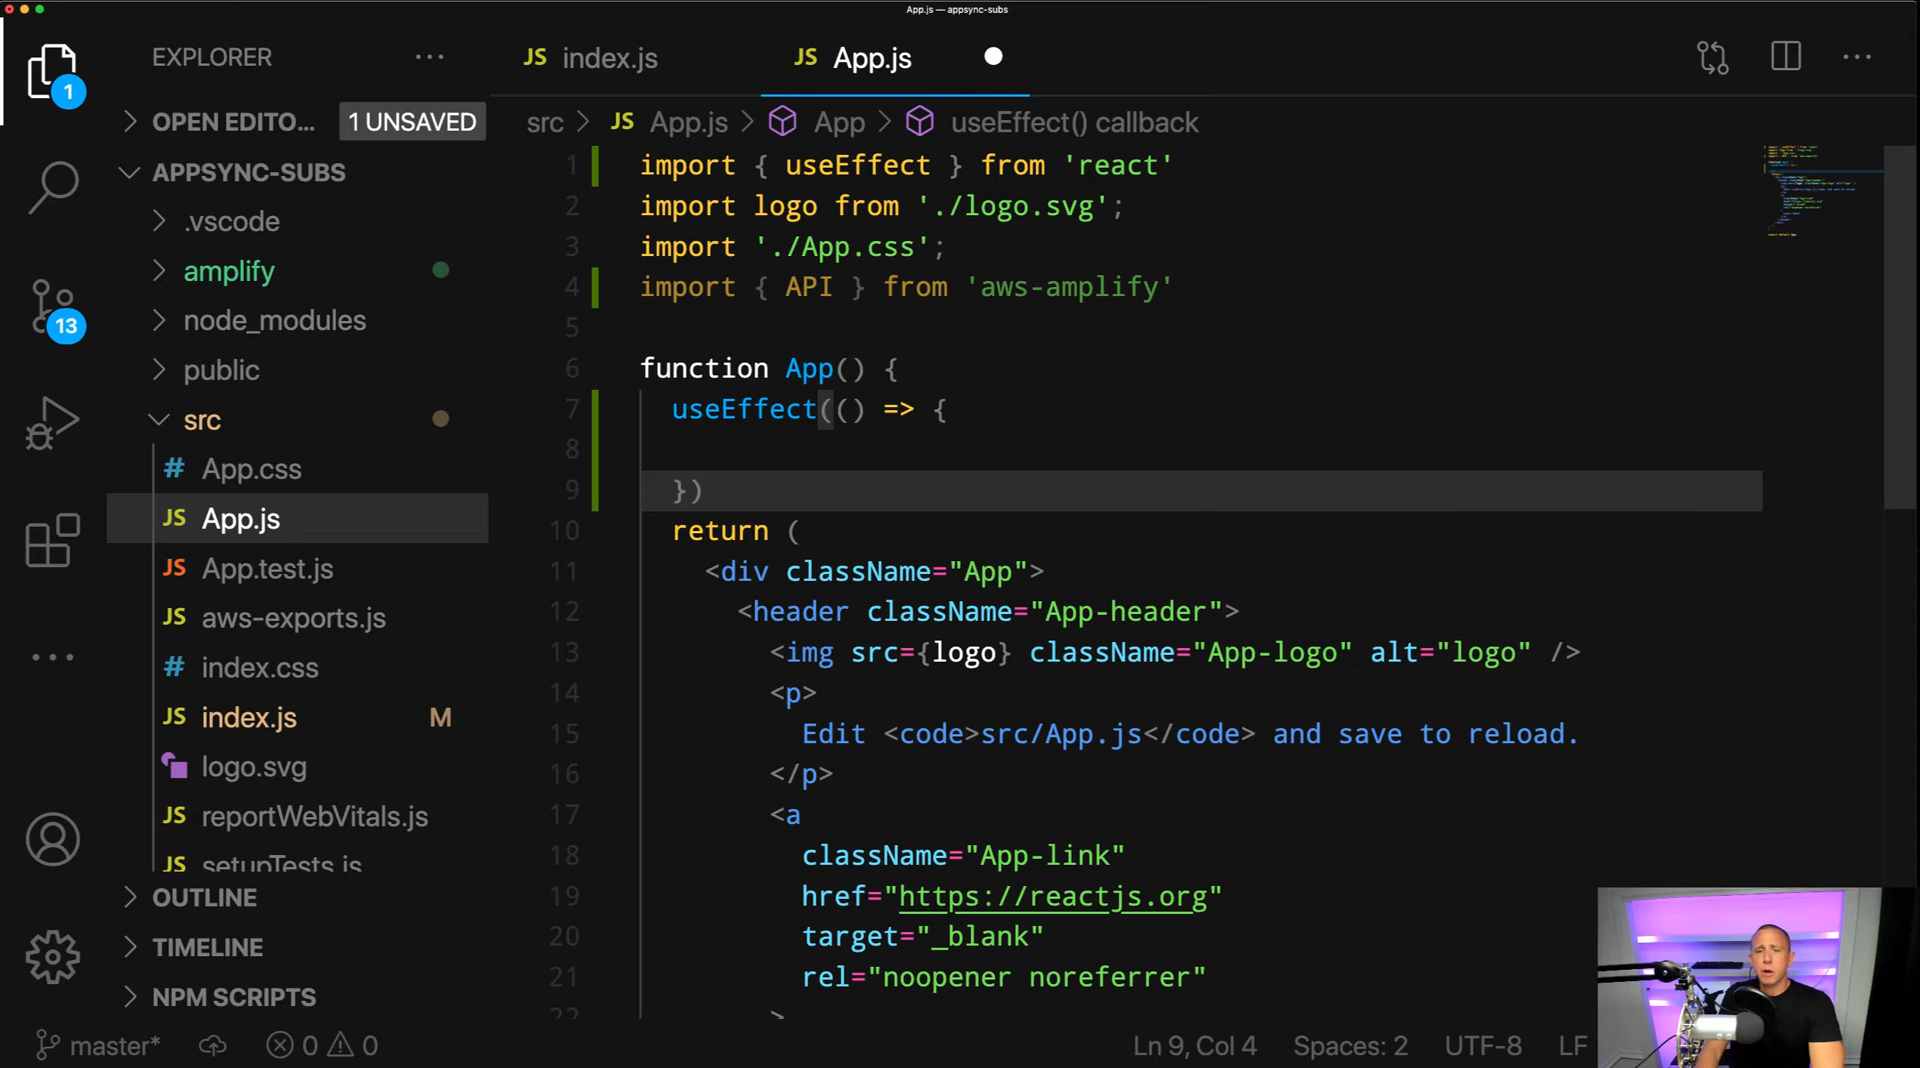 App.js — appsync-subs
EXPLORER
index.js
App.js
1
OPEN EDITO...
1 UNSAVED
src > JS App.js > App > useEffect() callback
APPSYNC-SUBS
.vscode
amplify
node_modules
public
src
# App.css
JS App.js
JS App.test.js
JS aws-exports.js
# index.css
JS index.js M
logo.svg
JS reportWebVitals.js
JS setupTests.js
13
OUTLINE
TIMELINE
NPM SCRIPTS
1 import { useEffect } from 'react'
2 import logo from './logo.svg';
3 import './App.css';
4 import { API } from 'aws-amplify'
5
6 function App() {
7 useEffect(() => {
8
9 })
10 return (
11 <div className="App">
12 <header className="App-header">
13 <img src={logo} className="App-logo" alt="logo" />
14 <p>
15 Edit <code>src/App.js</code> and save to reload.
16 </p>
17 <a
18 className="App-link"
19 href="https://reactjs.org"
20 target="_blank"
21 rel="noopener noreferrer"
22 >
master* 0 0
Ln 9, Col 4 Spaces: 2 UTF-8 LF